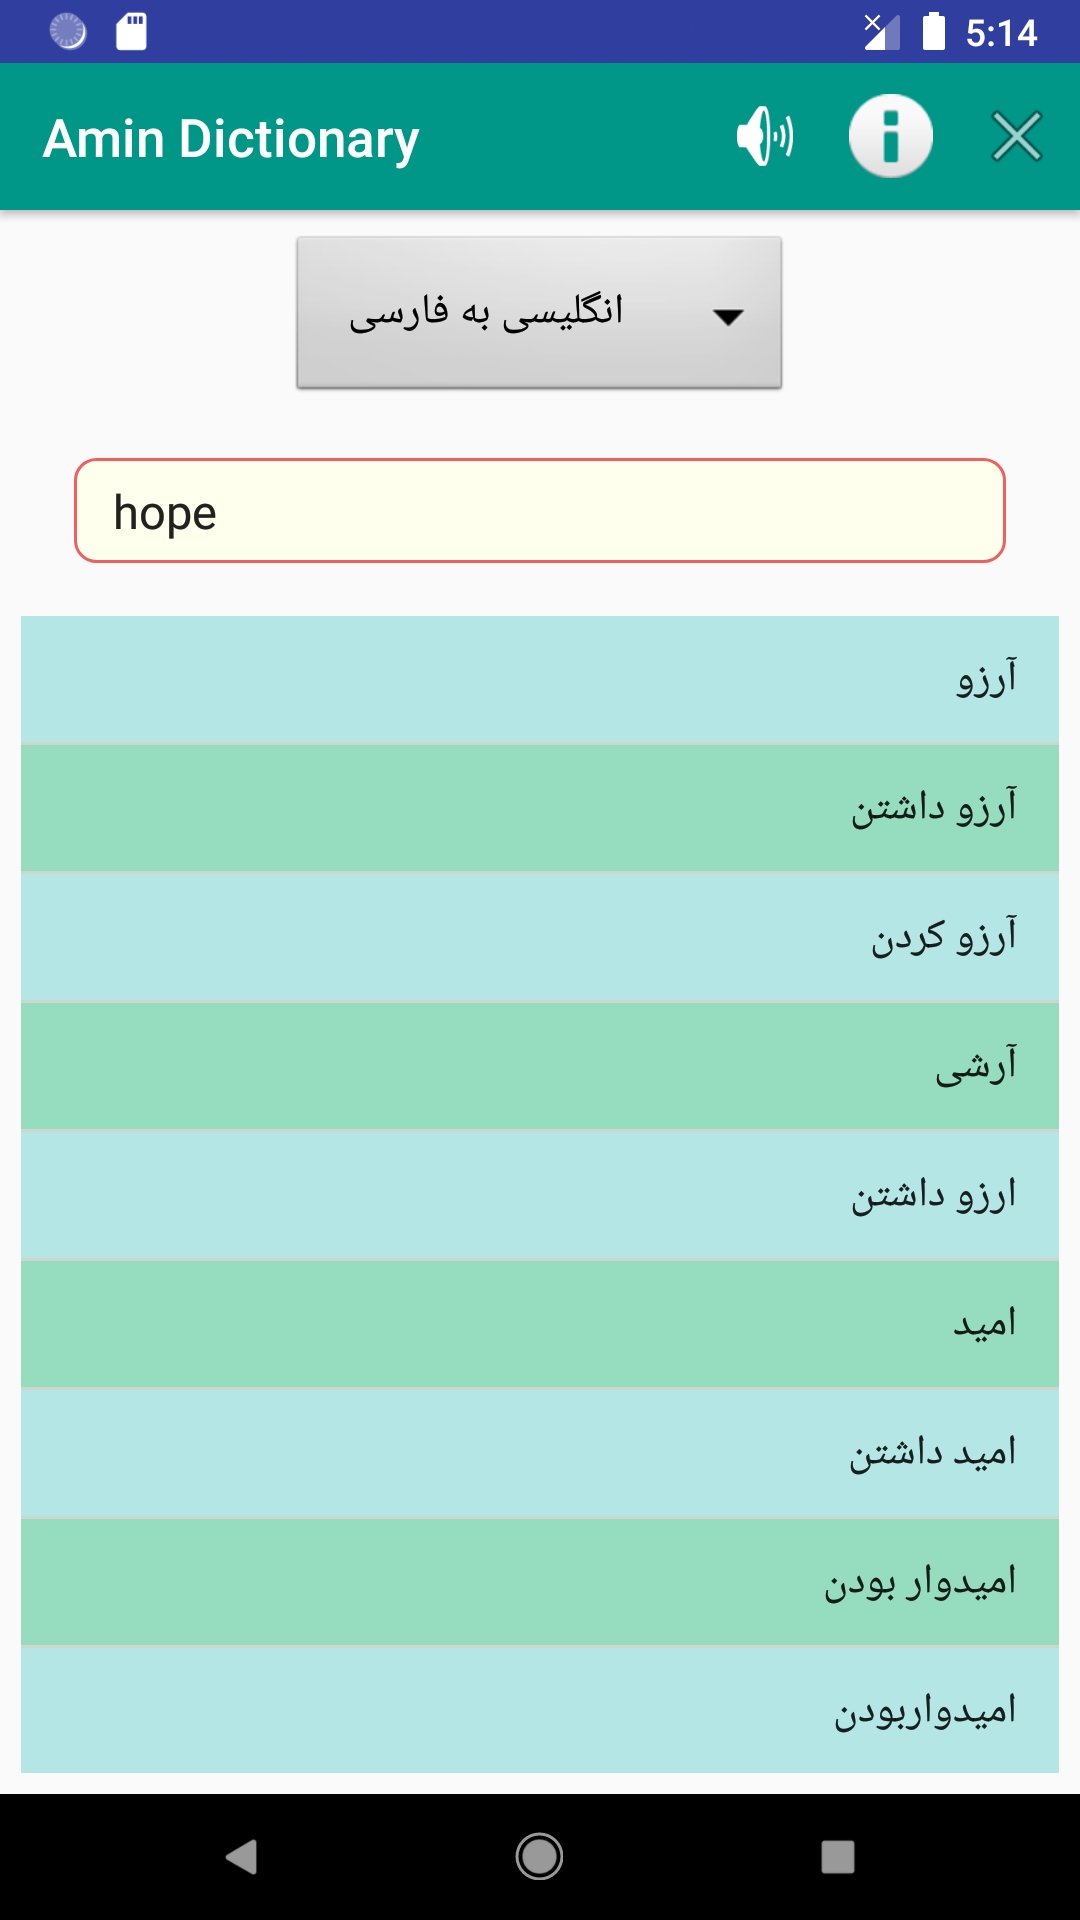 5:14
Amin Dictionary
انگلیسی به فارسی
hope
آرزو
آرزو داشتن
آرزو کردن
آرشی
ارزو داشتن
امید
امید داشتن
امیدوار بودن
امیدواربودن